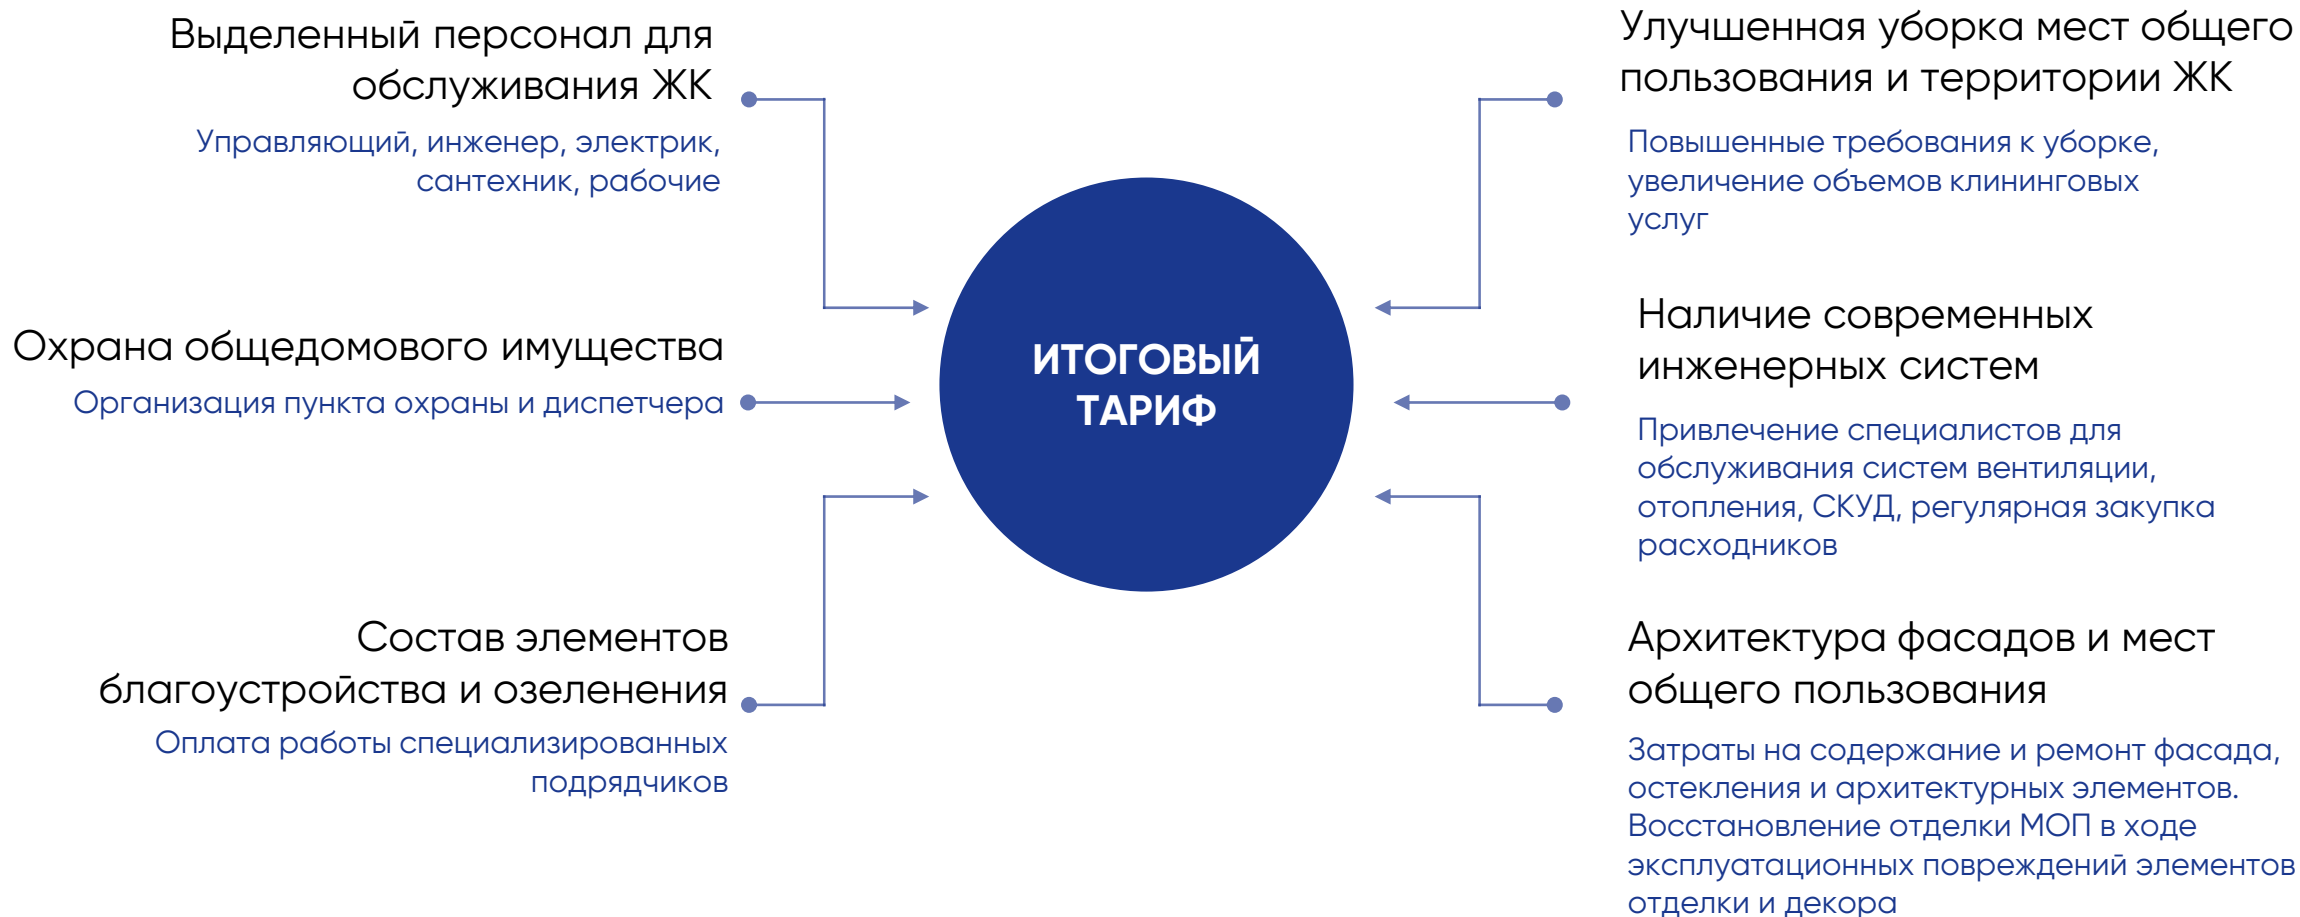 Выделенный персонал для
обслуживания ЖК
Управляющий, инженер, электрик,
сантехник, рабочие
Охрана общедомового имущества
Организация пункта охраны и диспетчера
Состав элементов
благоустройства и озеленения
Оплата работы специализированных
подрядчиков
ИТОГОВЫЙ
ТАРИФ
Улучшенная уборка мест общего
пользования и территории ЖК
Повышенные требования к уборке,
увеличение объемов клининговых
услуг
Наличие современных
инженерных систем
Привлечение специалистов для
обслуживания систем вентиляции,
отопления, СКУД, регулярная закупка
расходников
Архитектура фасадов и мест
общего пользования
Затраты на содержание и ремонт фасада,
остекления и архитектурных элементов.
Восстановление отделки МОП в ходе
эксплуатационных повреждений элементов
отделки и декора